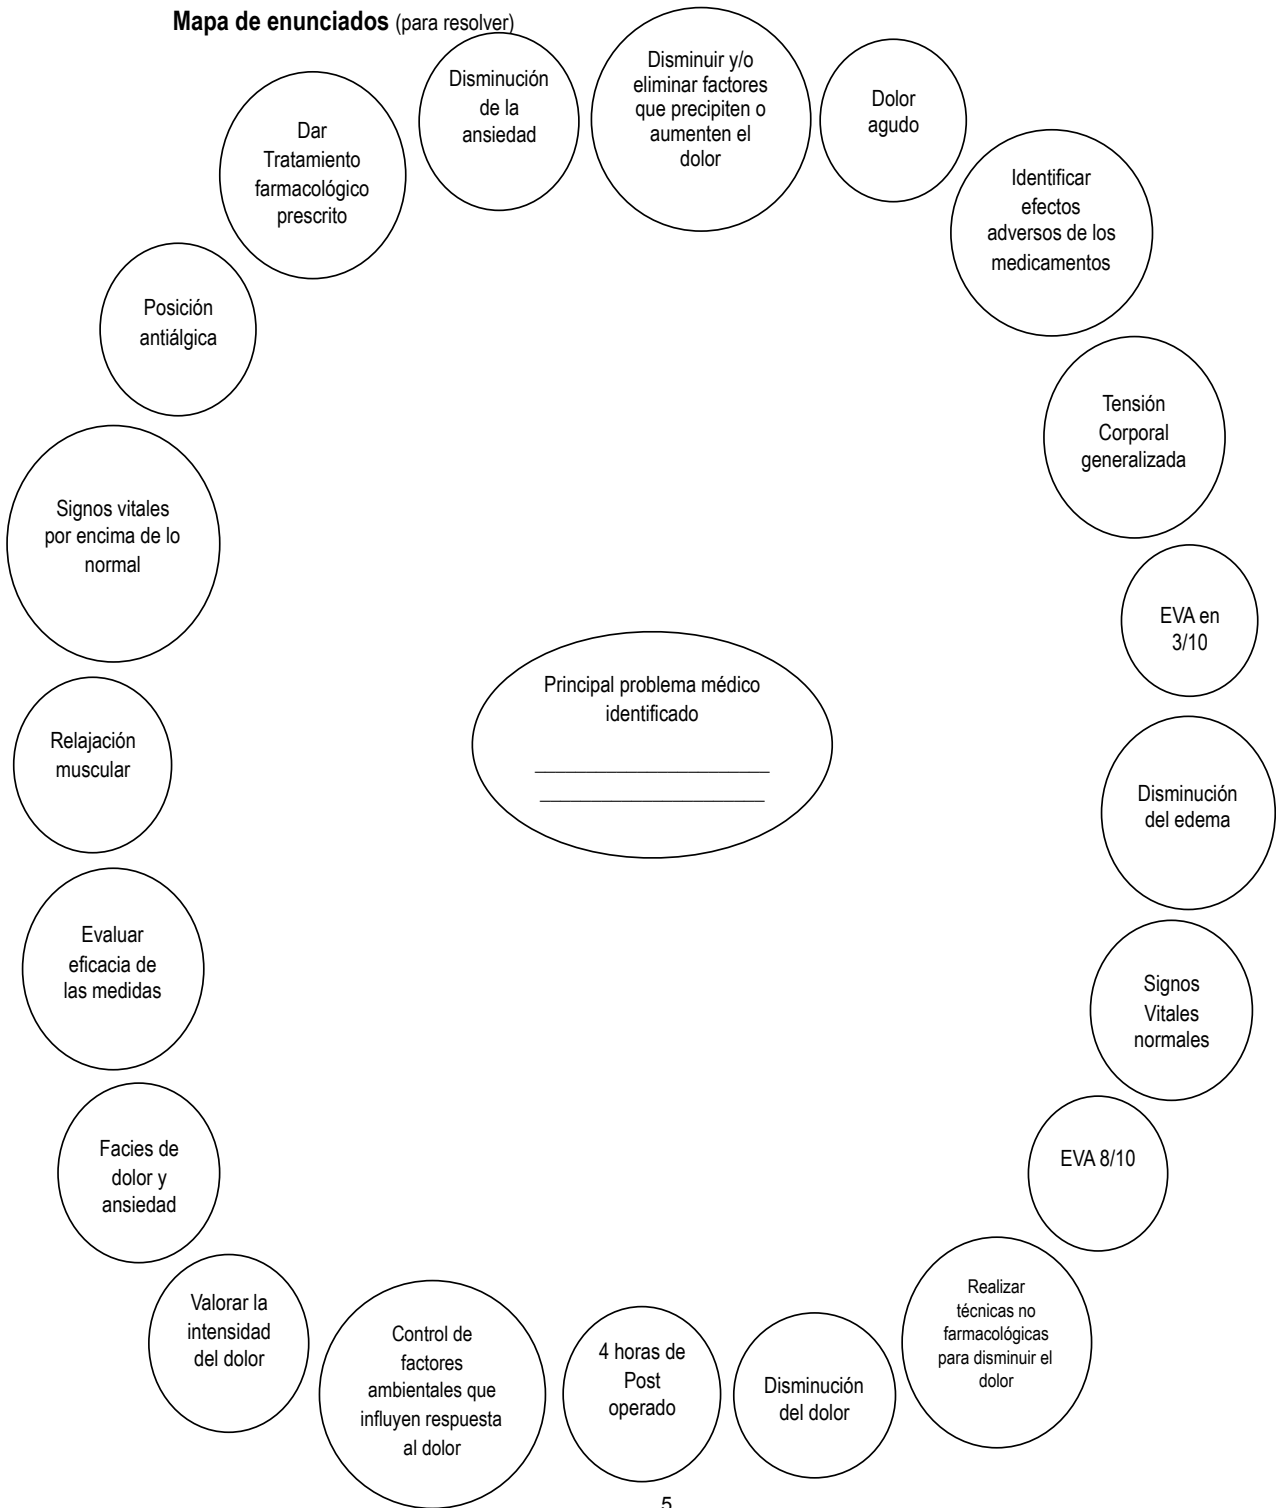 Mapa de enunciados (para resolver)
Disminución
de la
ansiedad
Disminuir y/o
eliminar factores
que precipiten o
aumenten el
dolor
Dolor
agudo
Identificar
efectos
adversos de los
medicamentos
Tensión
Corporal
generalizada
EVA en
3/10
Disminución
del edema
Signos
Vitales
normales
EVA 8/10
Realizar
técnicas no
farmacológicas
para disminuir el
dolor
Disminución
del dolor
4 horas de
Post
operado
Control de
factores
ambientales que
influyen respuesta
al dolor
Valorar la
intensidad
del dolor
Facies de
dolor y
ansiedad
Evaluar
eficacia de
las medidas
Relajación
muscular
Signos vitales
por encima de lo
normal
Posición
antiálgica
Dar
Tratamiento
farmacológico
prescrito
Principal problema médico
identificado
5